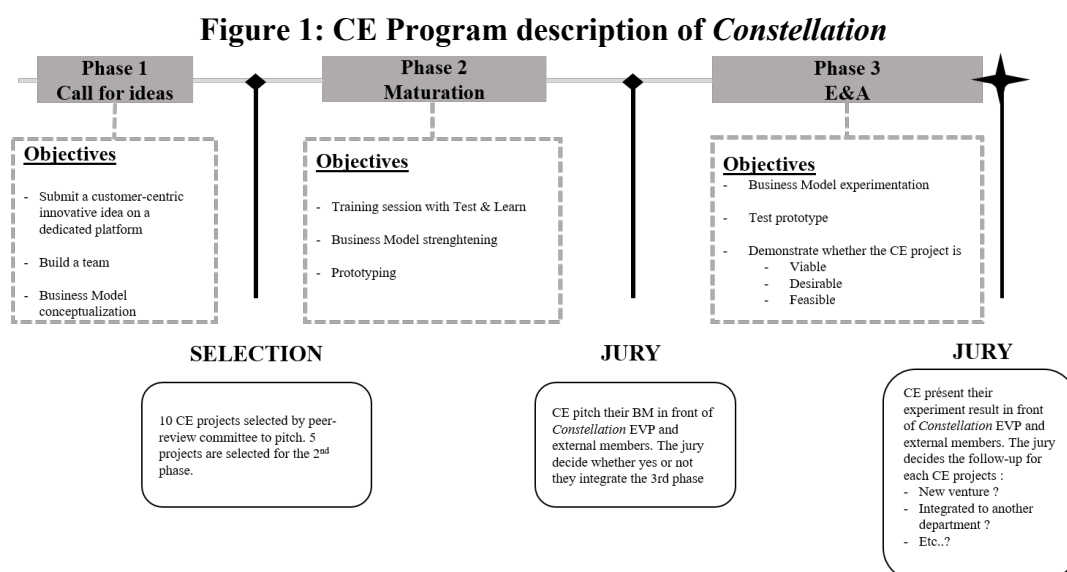 Figure 1: CE Program description of Constellation
Phase 1
Call for ideas
Phase 2
Maturation
Phase 3
E&A
Objectives
- Submit a customer-centric
innovative idea on a
dedicated platform
- Build a team
- Business Model
conceptualization
Objectives
- Training session with Test & Learn
- Business Model strenghtening
- Prototyping
Objectives
- Business Model experimentation
- Test prototype
- Demonstrate whether the CE project is
- Viable
- Desirable
- Feasible
SELECTION
10 CE projects selected by peer-
review committee to pitch. 5
projects are selected for the 2nd
phase.
JURY
CE pitch their BM in front of
Constellation EVP and
external members. The jury
decide whether yes or not
they integrate the 3rd phase
JURY
CE présent their
experiment result in front
of Constellation EVP and
external members. The jury
decides the follow-up for
each CE projects :
- New venture ?
- Integrated to another
department ?
- Etc..?